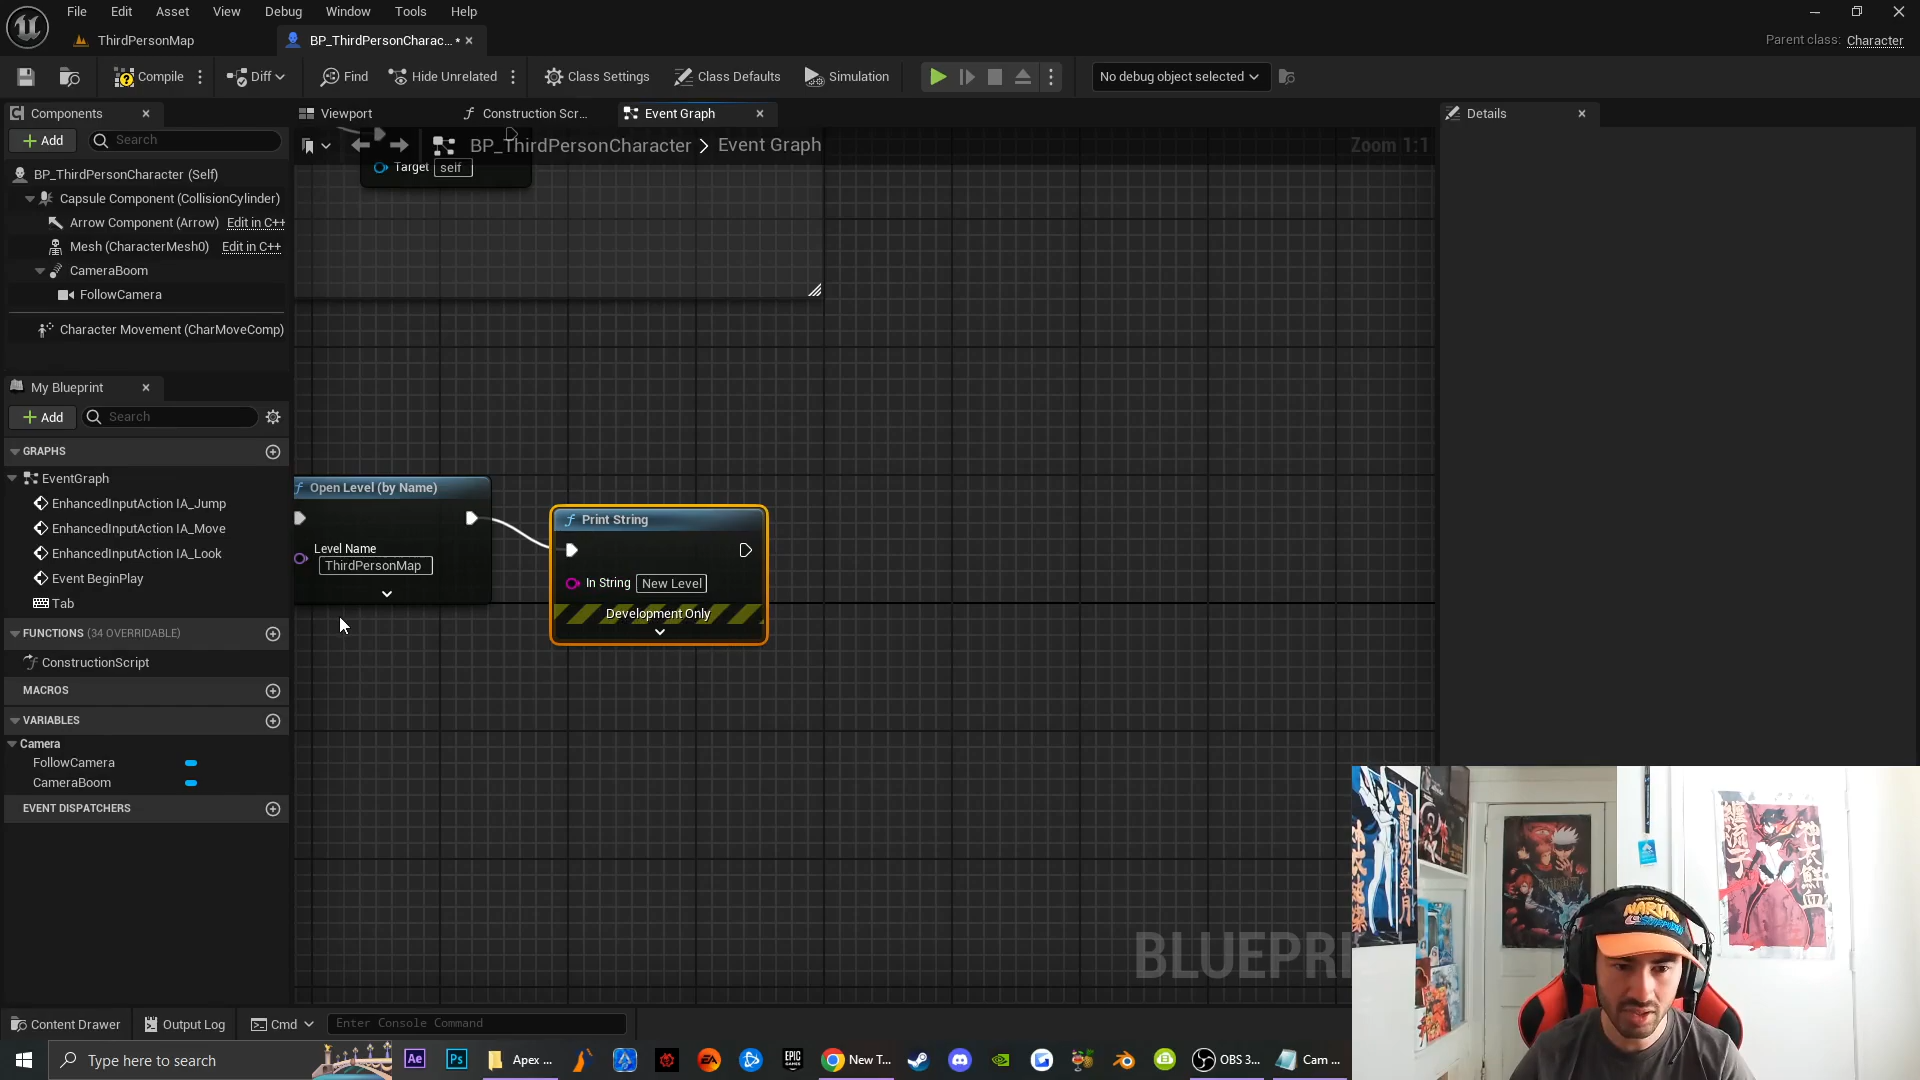 File Edit Asset View Debug Window Tools Help
ThirdPersonMap
BP_ThirdPersonCharac... *
Parent class: Character
Compile
Diff
Find
Hide Unrelated
Class Settings
Class Defaults
Simulation
No debug object selected
Components
Add
Search
BP_ThirdPersonCharacter (Self)
Capsule Component (CollisionCylinder)
Arrow Component (Arrow) Edit in C++
Mesh (CharacterMesh0) Edit in C++
CameraBoom
FollowCamera
Character Movement (CharMoveComp)
My Blueprint
Add
Search
GRAPHS
EventGraph
EnhancedInputAction IA_Jump
EnhancedInputAction IA_Move
EnhancedInputAction IA_Look
Event BeginPlay
Tab
FUNCTIONS (34 OVERRIDABLE)
ConstructionScript
MACROS
VARIABLES
Camera
FollowCamera
CameraBoom
EVENT DISPATCHERS
Viewport
Construction Scr...
Event Graph
BP_ThirdPersonCharacter > Event Graph
Zoom 1:1
Target self
Open Level (by Name)
Level Name
ThirdPersonMap
Print String
In String New Level
Development Only
BLUEPRI
Details
Content Drawer
Output Log
Cmd
Enter Console Command
Type here to search
Ae
Ps
Apex ...
EA
EPIC GAMES
New T...
OBS 3...
Cam ...
NARUTO